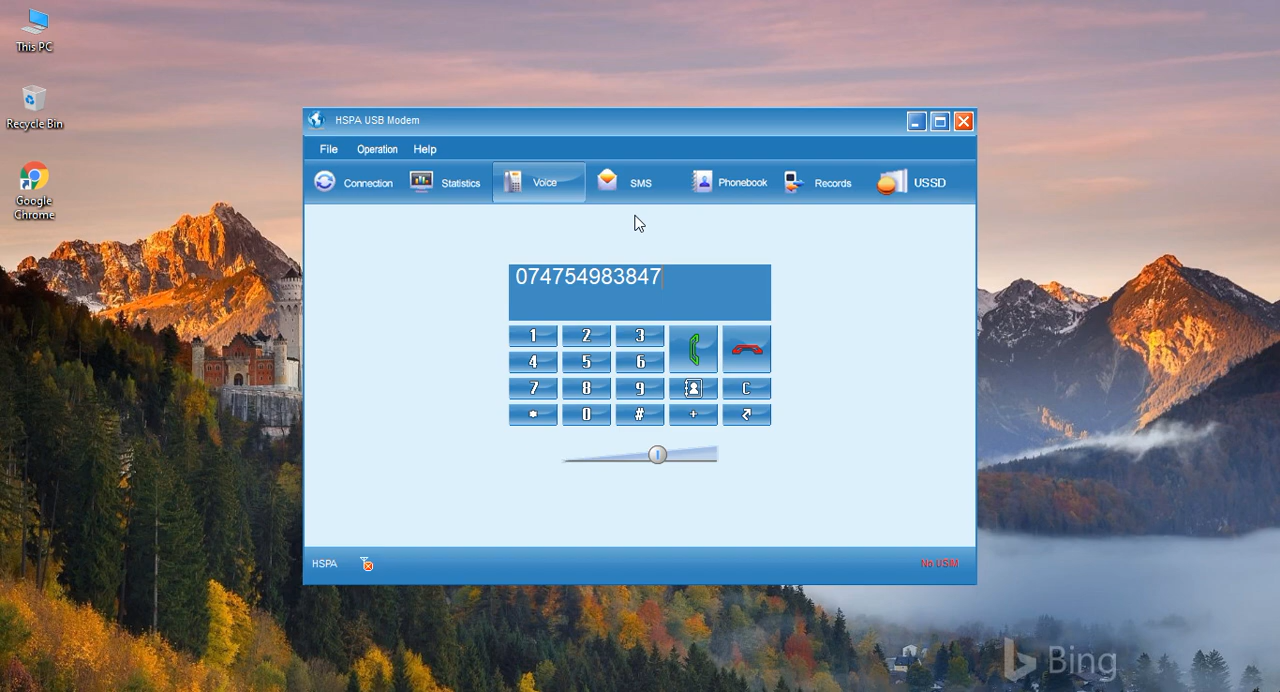 This PC
Recycle Bin
Google
Chrome
HSPA USB Modem
File Operation Help
Connection Statistics Voice SMS Phonebook Records USSD
074754983847
1 2 3
4 5 6
7 8 9 C
* 0 # +
HSPA No USIM
Bing